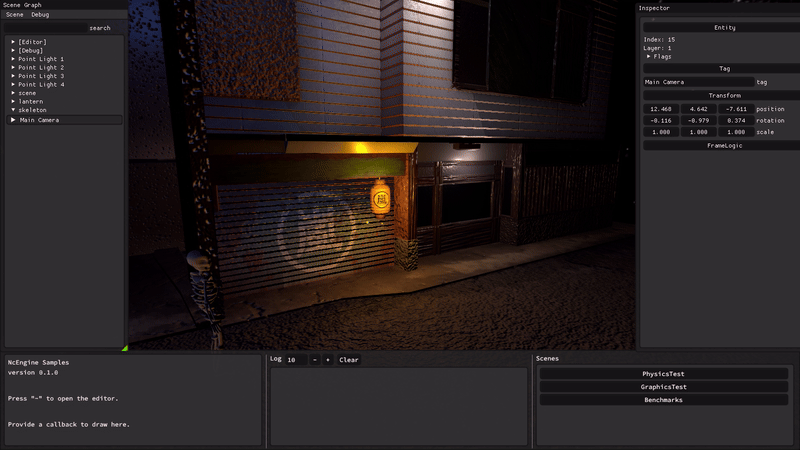 Scene Graph
Scene Debug
search
[Editor]
[Debug]
Point Light 1
Point Light 2
Point Light 3
Point Light 4
scene
lantern
skeleton
Main Camera
Inspector
Entity
Index: 15
Layer: 1
Flags
Tag
Main Camera tag
Transform
12.460 4.642 -7.611 position
-0.116 -0.979 0.374 rotation
1.000 1.000 1.000 scale
FrameLogic
NcEngine Samples
version 0.1.0
Press "~" to open the editor.
Provide a callback to draw here.
Log 10 - + Clear
Scenes
PhysicsTest
GraphicsTest
Benchmarks